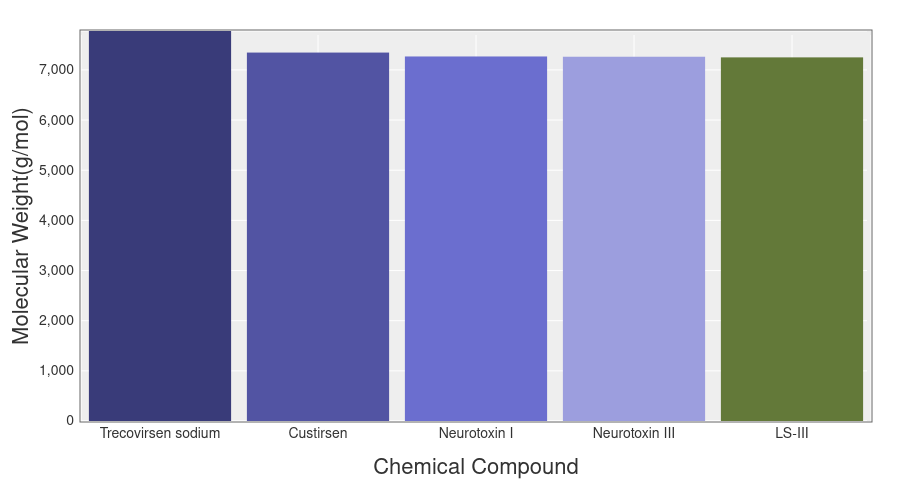 Molecular Weight(g/mol)
7,000
6,000
5,000
4,000
3,000
2,000
1,000
0
Trecovirsen sodium
Custirsen
Neurotoxin I
Neurotoxin III
LS-III
Chemical Compound